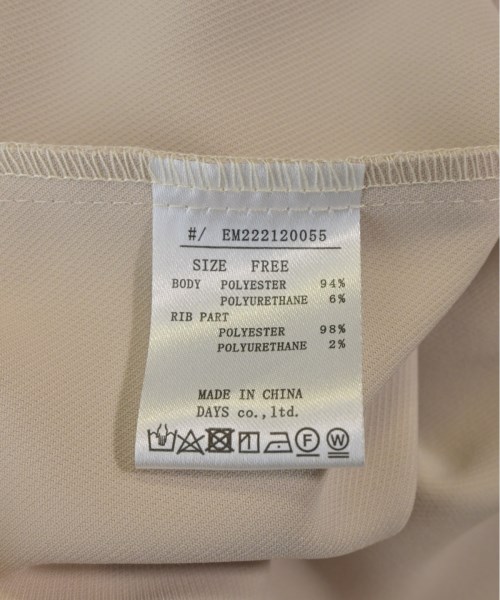 #/ EM222120055
SIZE FREE
BODY POLYESTER 94%
POLYURETHANE 6%
RIB PART
POLYESTER 98%
POLYURETHANE 2%
MADE IN CHINA
DAYS co.,ltd.
F W